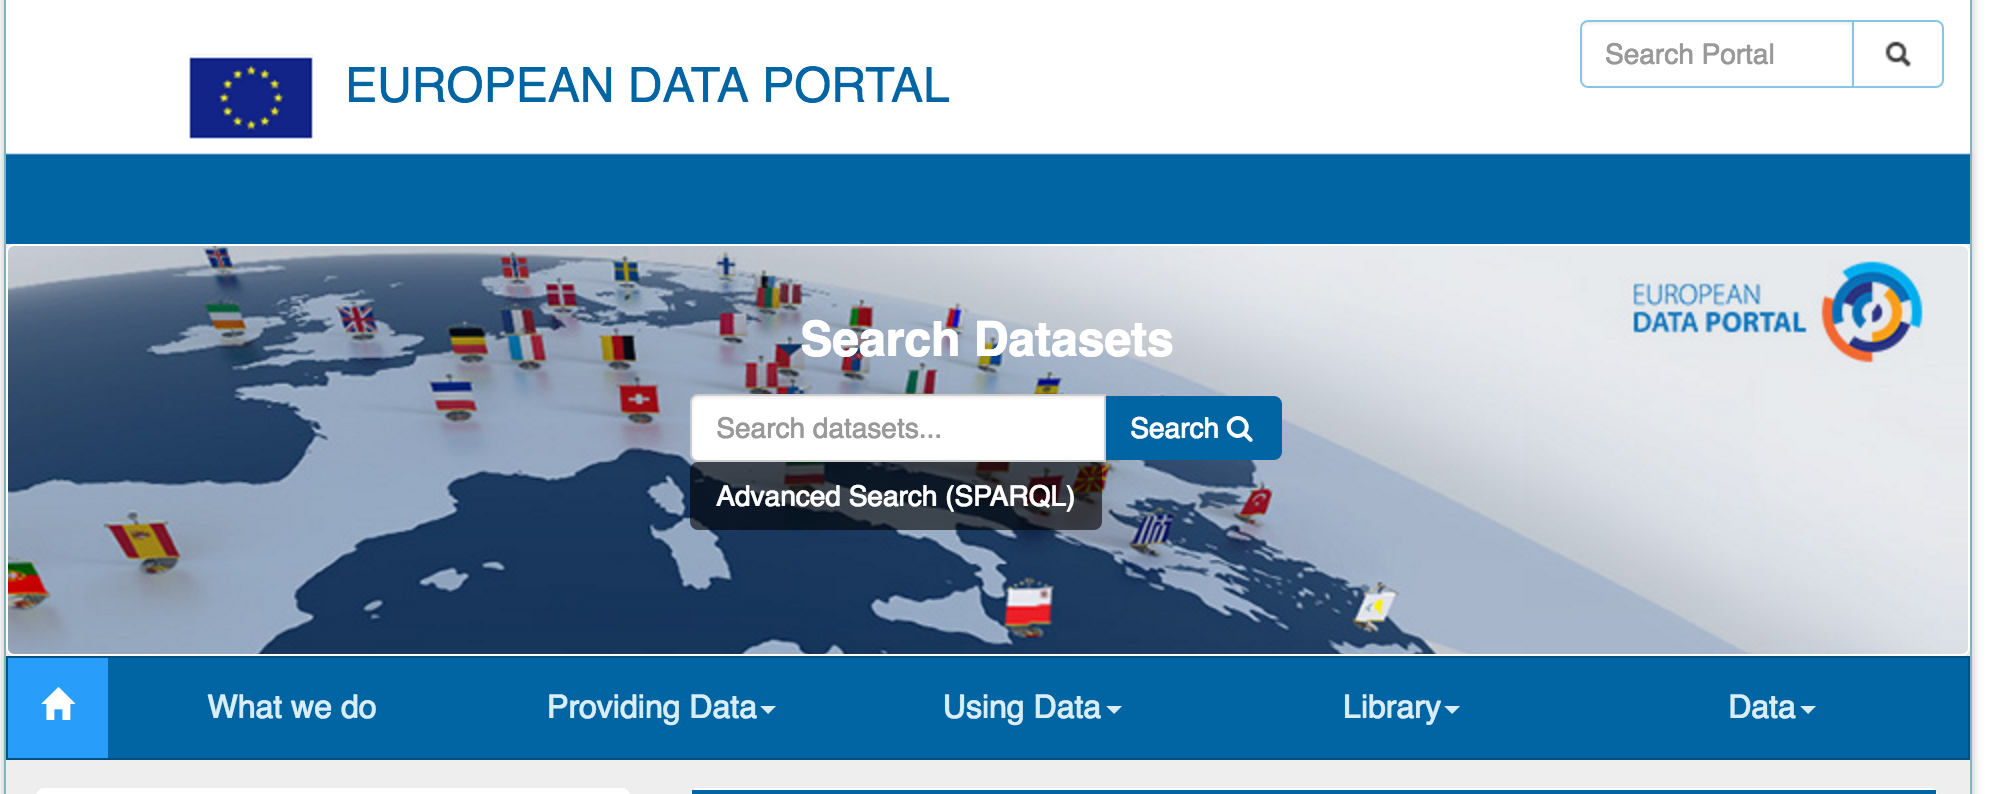 EUROPEAN DATA PORTAL
Search Portal
EUROPEAN
DATA PORTAL
Search Datasets
Search datasets...
Search
Advanced Search (SPARQL)
What we do
Providing Data
Using Data
Library
Data